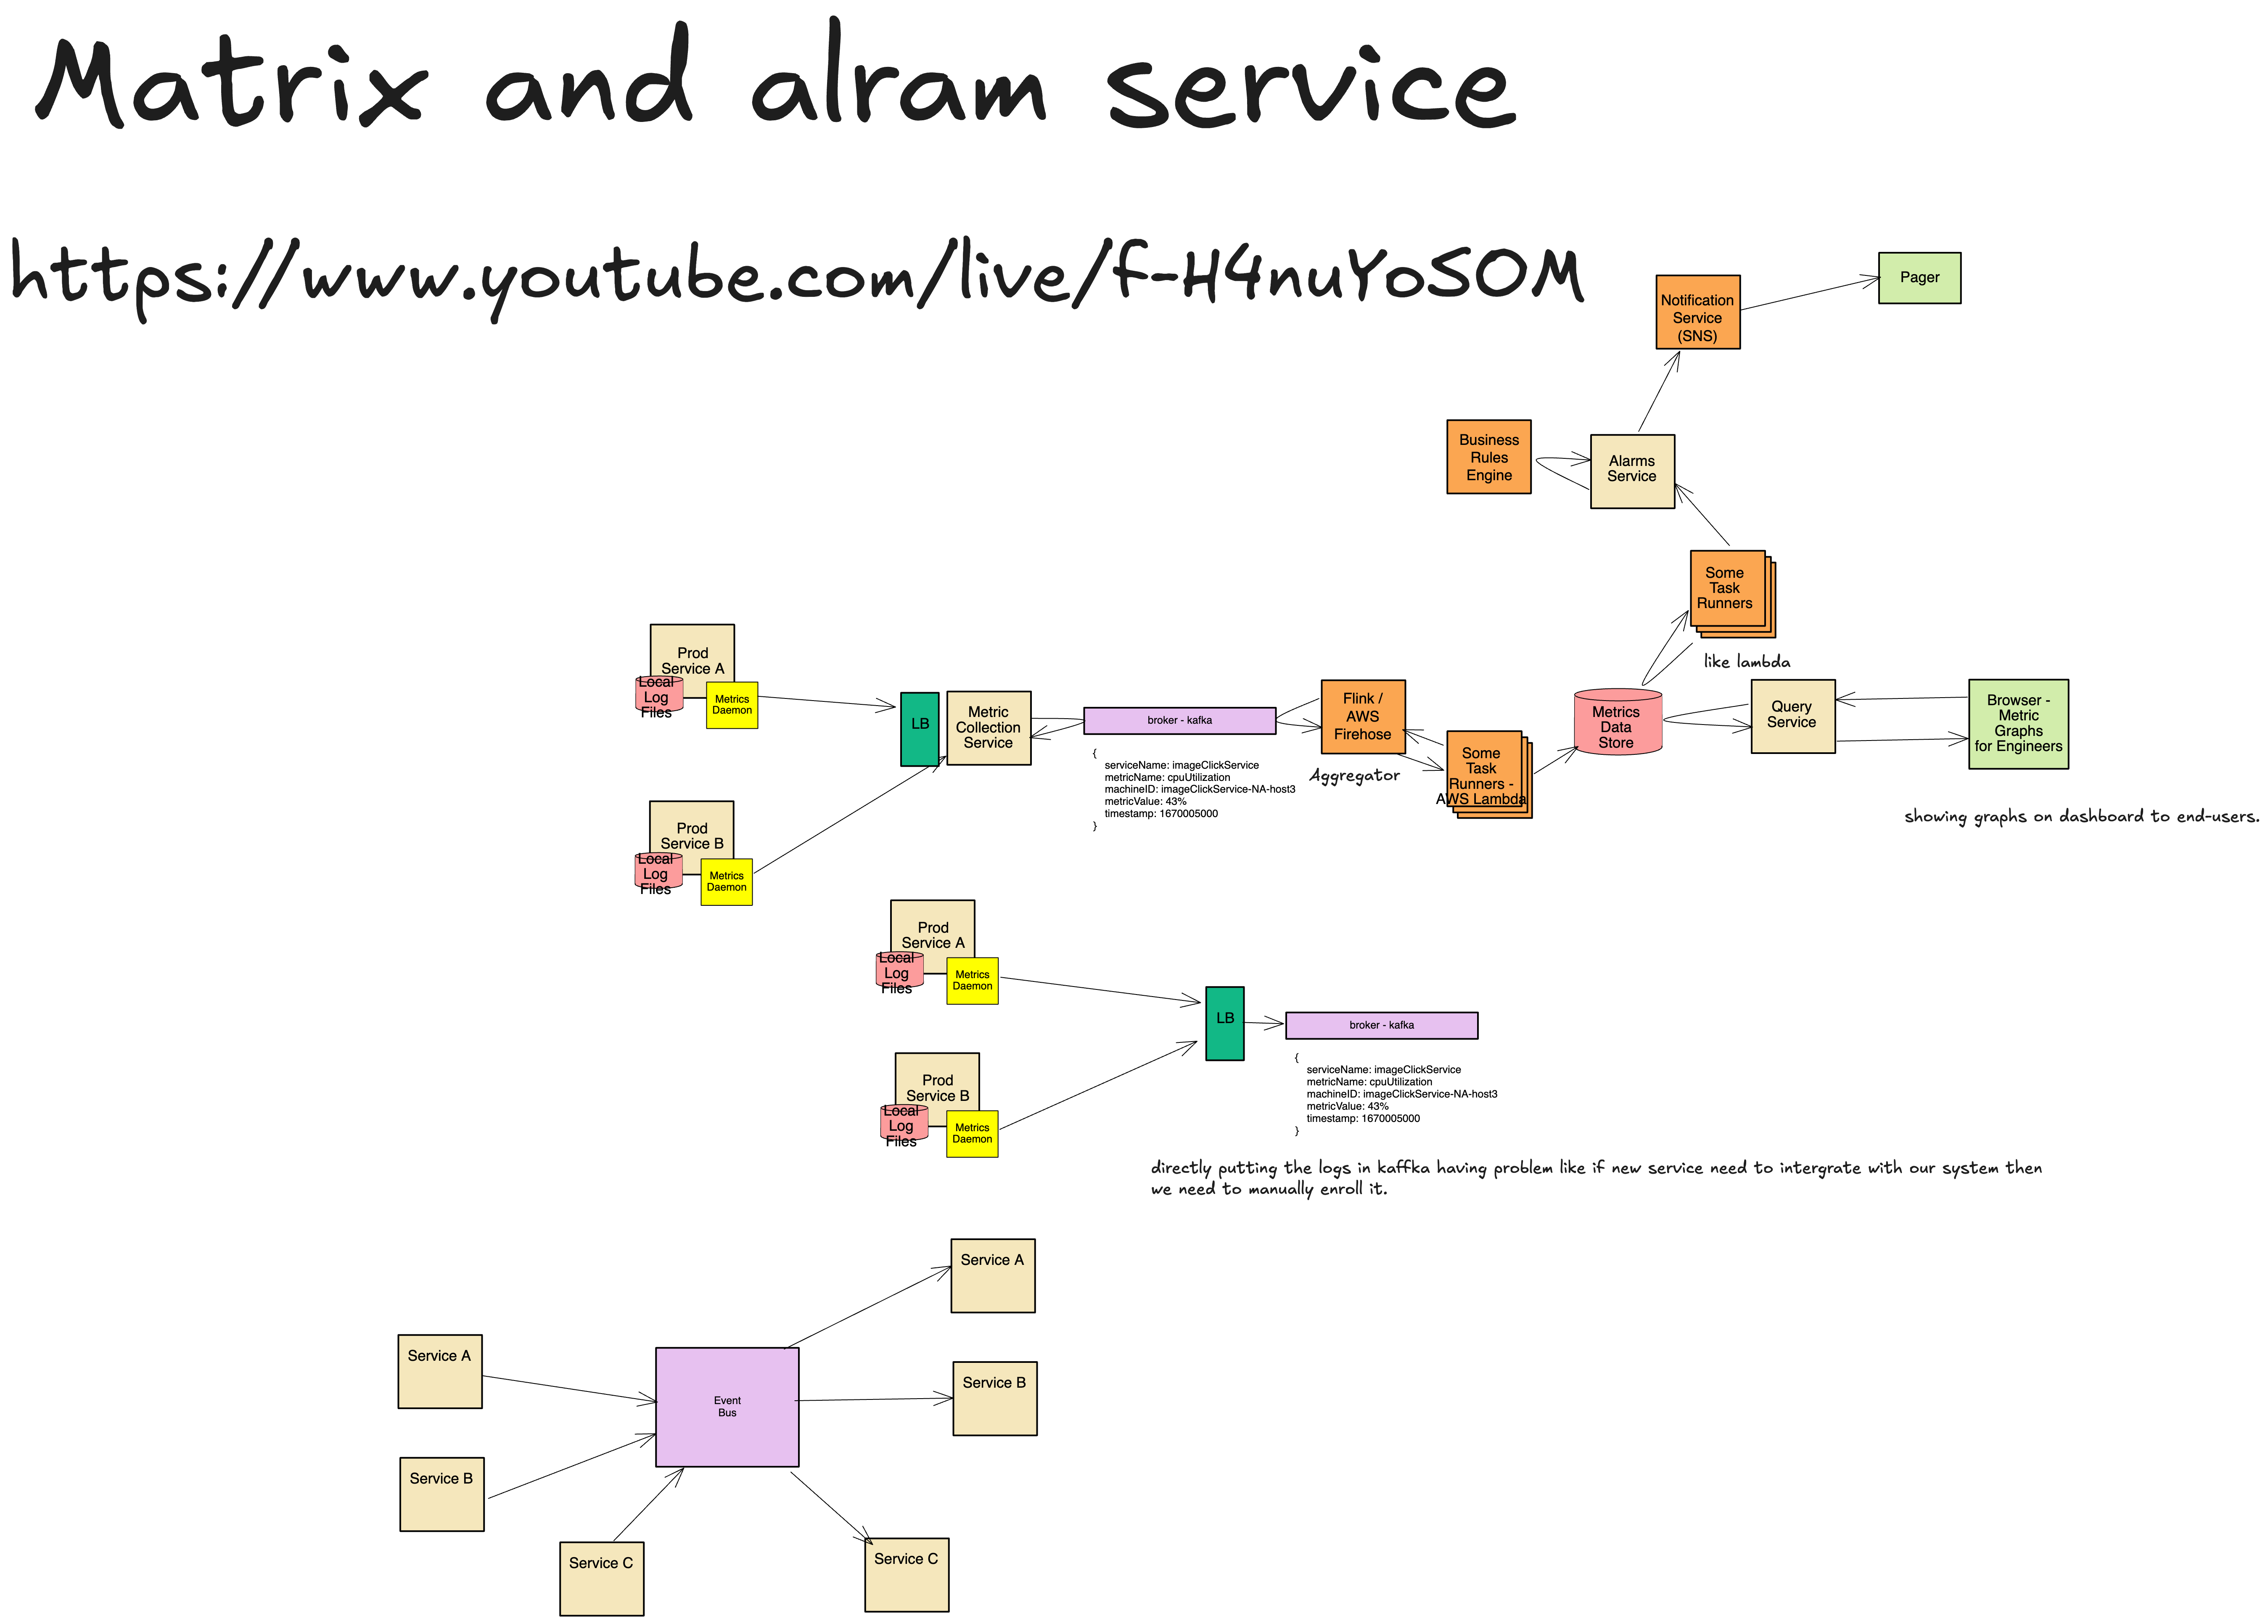 Matrix and alram service
https://www.youtube.com/live/f-H4nuYoSOM
Pager
Notification
Service
(SNS)
Business
Rules
Engine
Alarms
Service
Some
Task
Runners
like lambda
Prod
Service A
Local
Log
Files
Metrics
Daemon
LB
Metric
Collection
Service
broker - kafka
{
serviceName: imageClickService
metricName: cpuUtilization
machineID: imageClickService-NA-host3
metricValue: 43%
timestamp: 1670005000
}
Flink /
AWS
Firehose
Aggregator
Some
Task
Runners -
AWS Lambda
Metrics
Data
Store
Query
Service
Browser -
Metric
Graphs
for Engineers
showing graphs on dashboard to end-users.
Prod
Service B
Local
Log
Files
Metrics
Daemon
Prod
Service A
Local
Log
Files
Metrics
Daemon
LB
broker - kafka
{
serviceName: imageClickService
metricName: cpuUtilization
machineID: imageClickService-NA-host3
metricValue: 43%
timestamp: 1670005000
}
Prod
Service B
Local
Log
Files
Metrics
Daemon
directly putting the logs in kaffka having problem like if new service need to intergrate with our system then
we need to manually enroll it.
Service A
Service B
Service C
Event
Bus
Service A
Service B
Service C